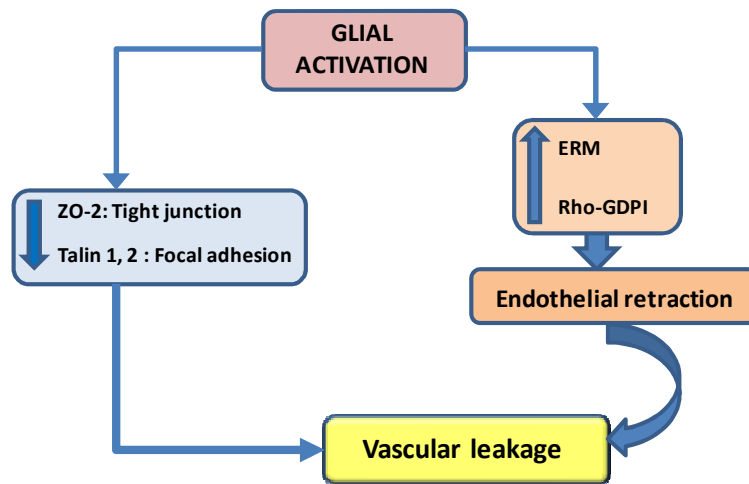 GLIAL
ACTIVATION
ERM
Rho-GDPI
ZO-2: Tight junction
Talin 1, 2 : Focal adhesion
Endothelial retraction
Vascular leakage